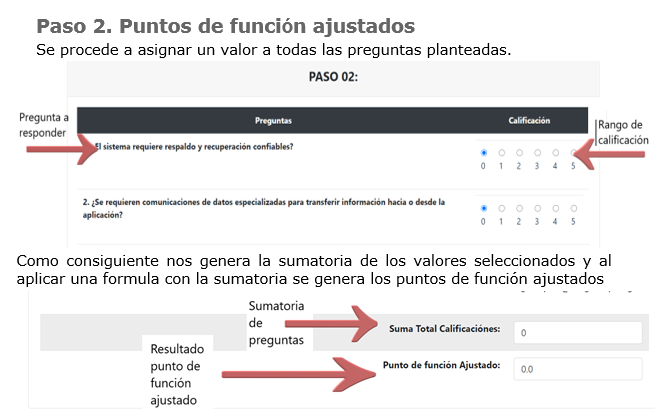 Paso 2. Puntos de función ajustados
Se procede a asignar un valor a todas las preguntas planteadas.
PASO 02:
Pregunta a
responder
Preguntas
Calificación
Rango de
calificación
El sistema requiere respaldo y recuperación confiables?
0 1 2 3 4 5
2. ¿Se requieren comunicaciones de datos especializadas para transferir información hacia o desde la
aplicación?
0 1 2 3 4 5
Como consiguiente nos genera la sumatoria de los valores seleccionados y al
aplicar una formula con la sumatoria se genera los puntos de función ajustados
Sumatoria
de
preguntas
Suma Total Calificaciónes:
0
Resultado
punto de
función
ajustado
Punto de función Ajustado:
0.0